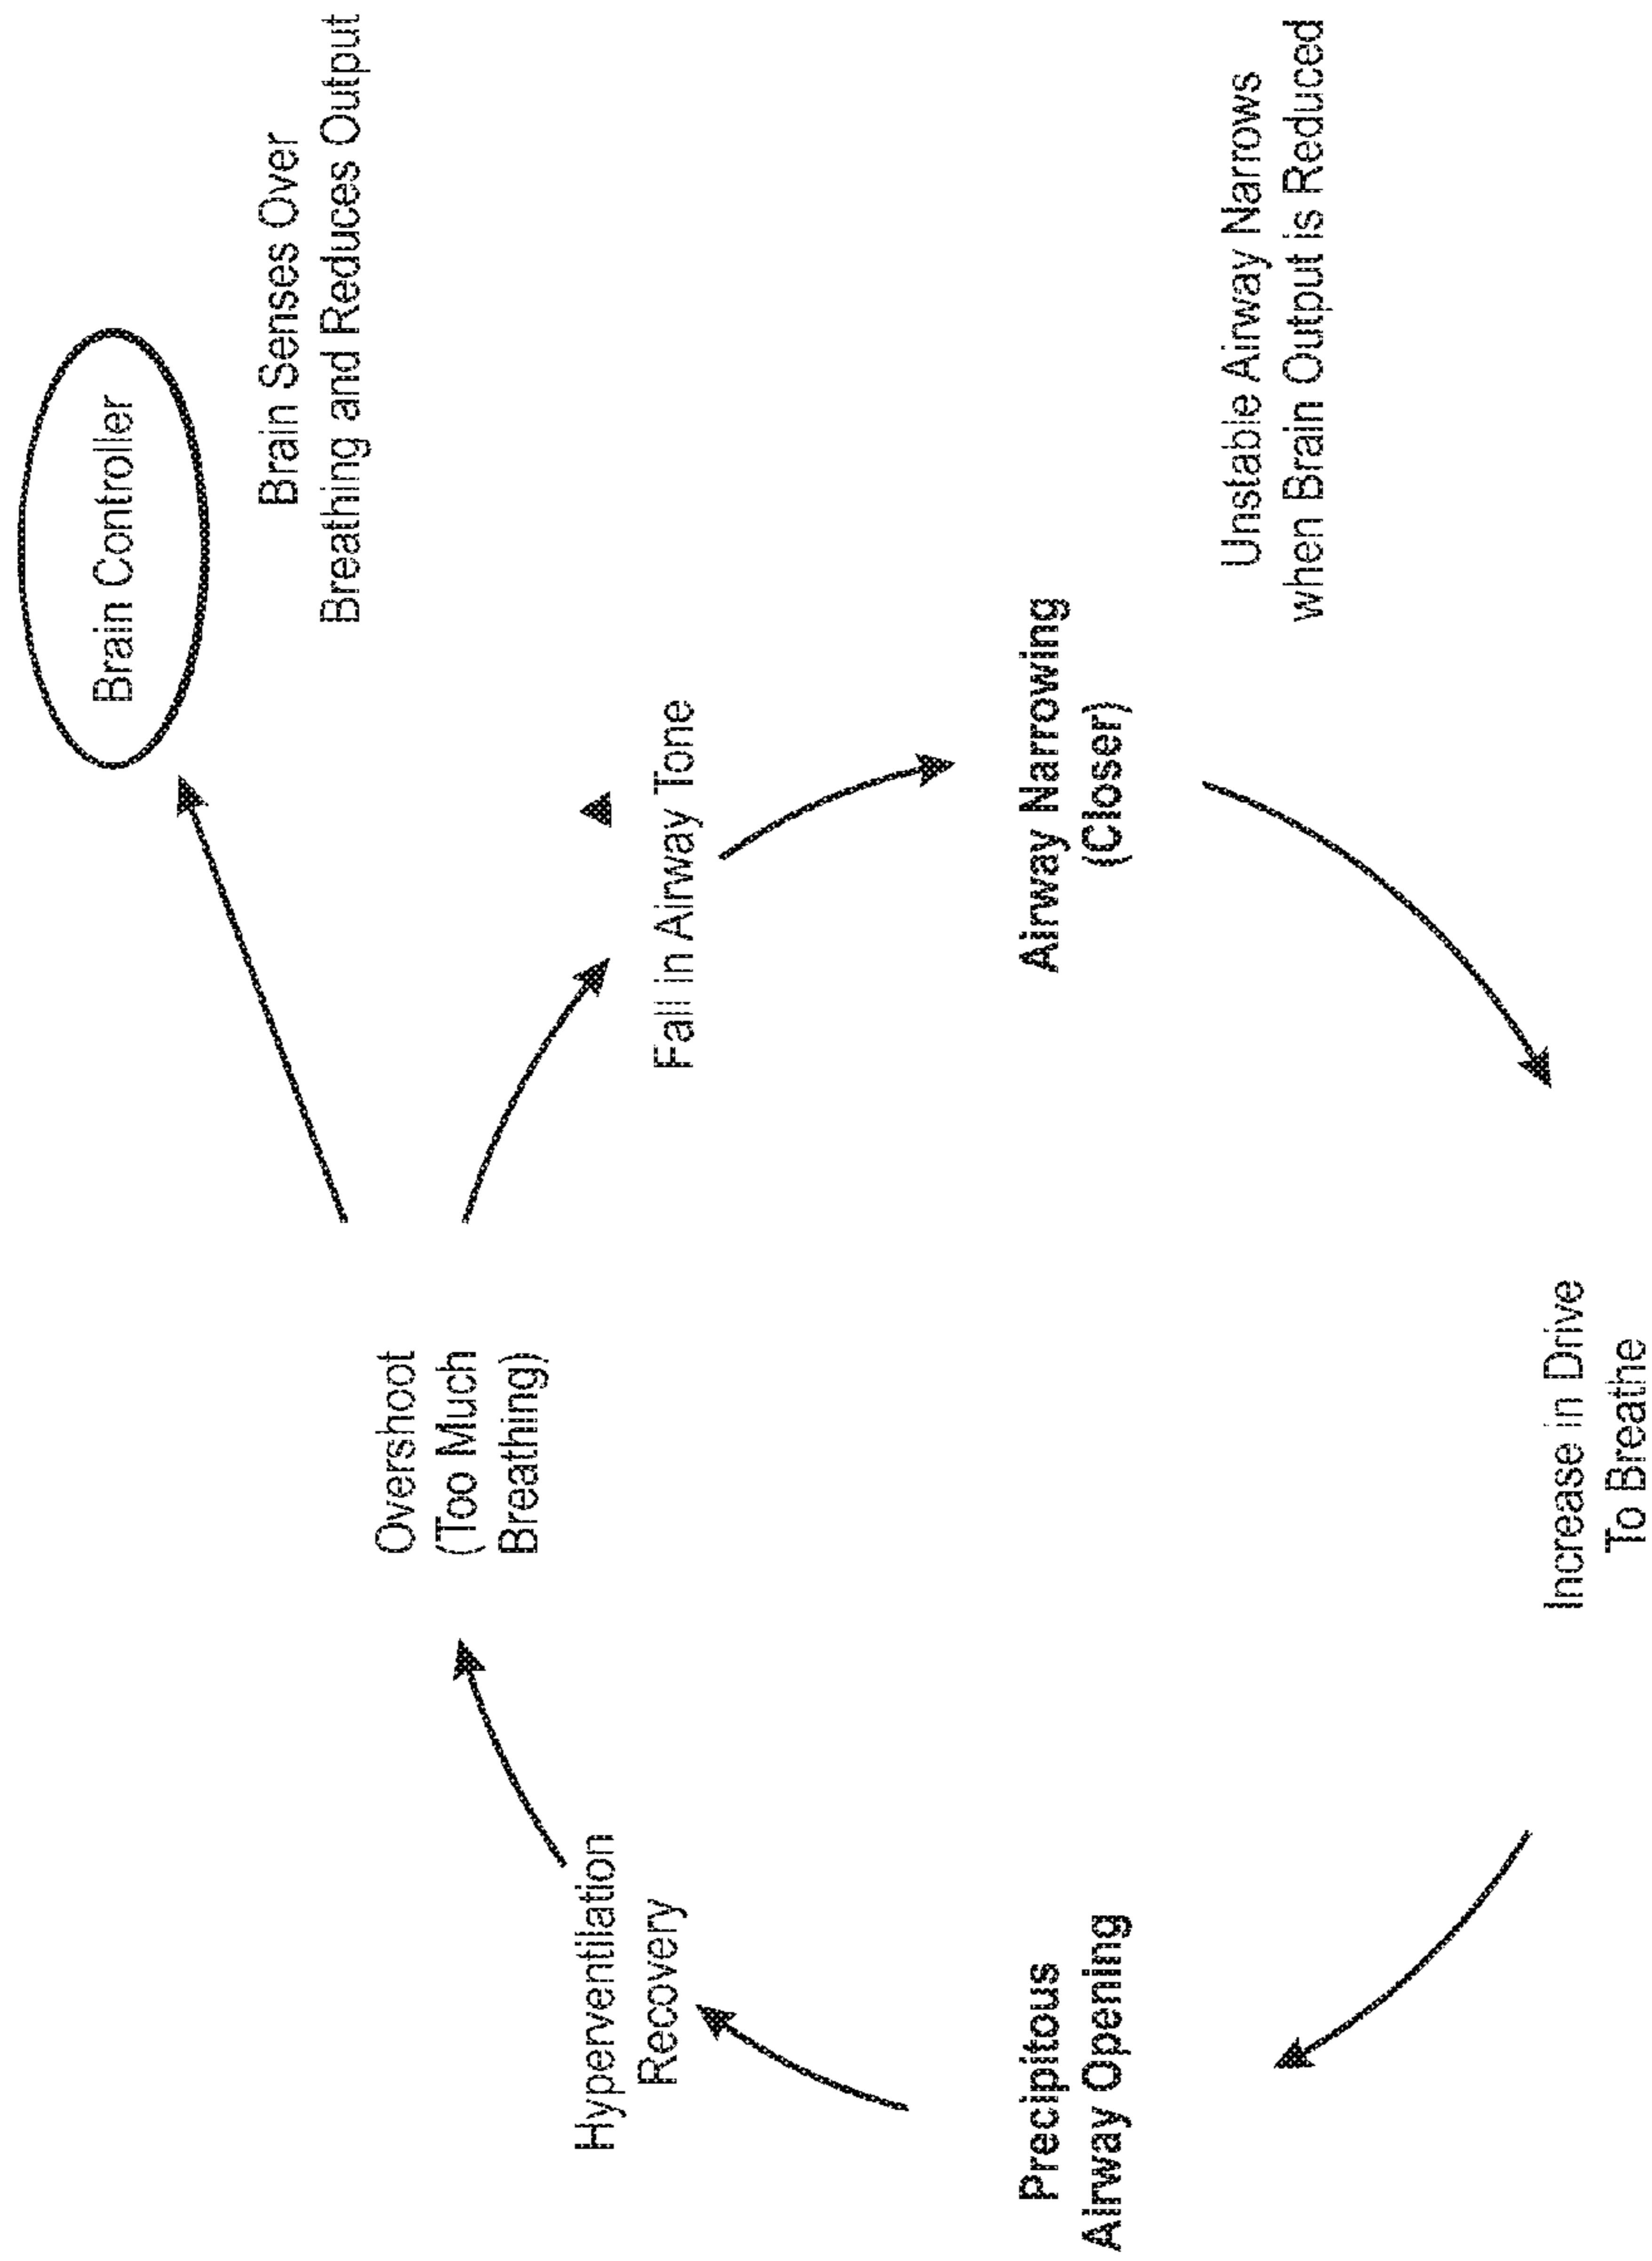 Brain Controller
Brain Senses Over
Breathing and Reduces Output
Overshoot
(Too Much
Breathing)
Hyperventilation
Recovery
Fall in Airway Tone
Precipitous
Airway Opening
Airway Narrowing
(Closer)
Unstable Airway Narrows
when Brain Output is Reduced
Increase in Drive
To Breathe